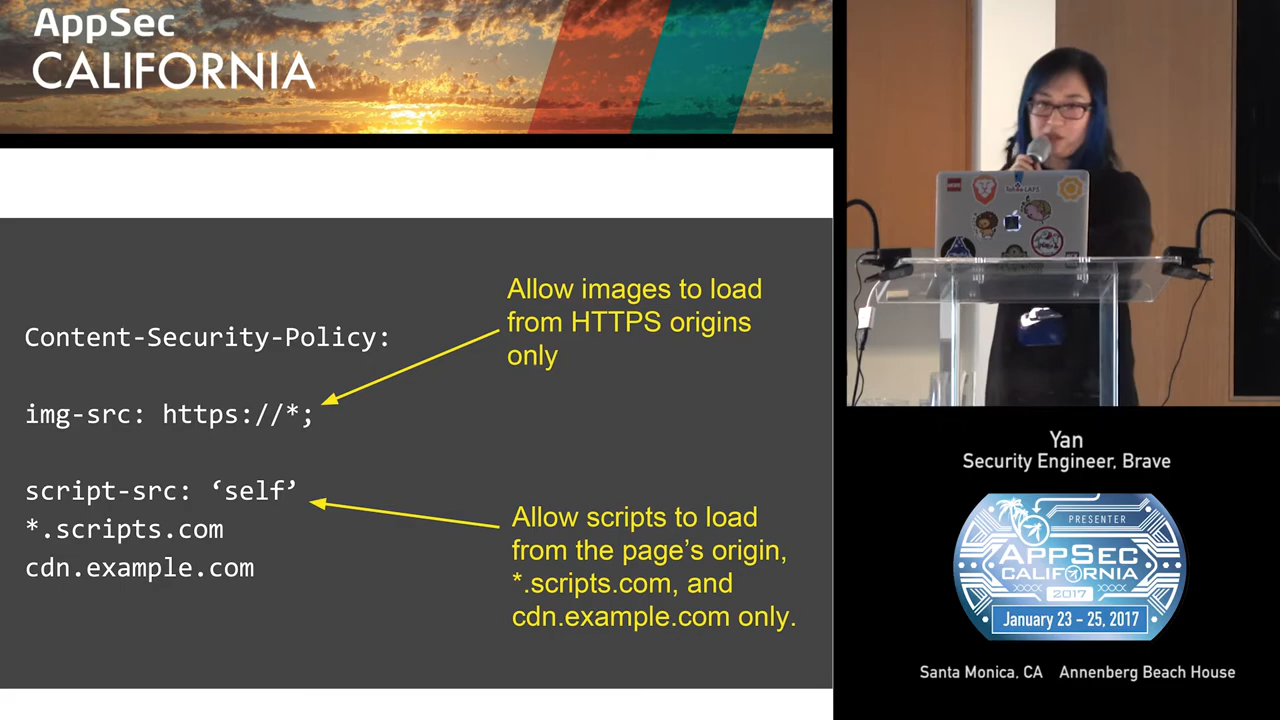 AppSec
CALIFORNIA
Content-Security-Policy:
img-src: https://*;
script-src: ‘self’
*.scripts.com
cdn.example.com
Allow images to load
from HTTPS origins
only
Allow scripts to load
from the page’s origin,
*.scripts.com, and
cdn.example.com only.
Yan
Security Engineer, Brave
PRESENTER
APPSEC
CALIFORNIA
2017
January 23 - 25, 2017
Santa Monica, CA Annenberg Beach House